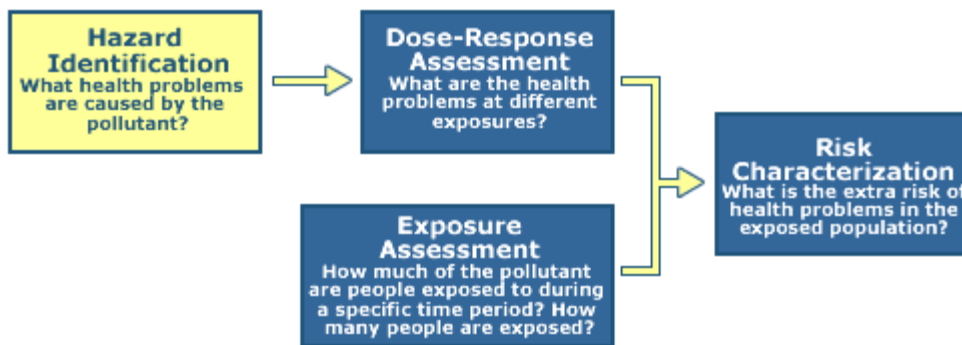 Hazard
Identification
What health problems
are caused by the
pollutant?
Dose-Response
Assessment
What are the health
problems at different
exposures?
Exposure
Assessment
How much of the pollutant
are people exposed to during
a specific time period? How
many people are exposed?
Risk
Characterization
What is the extra risk of
health problems in the
exposed population?